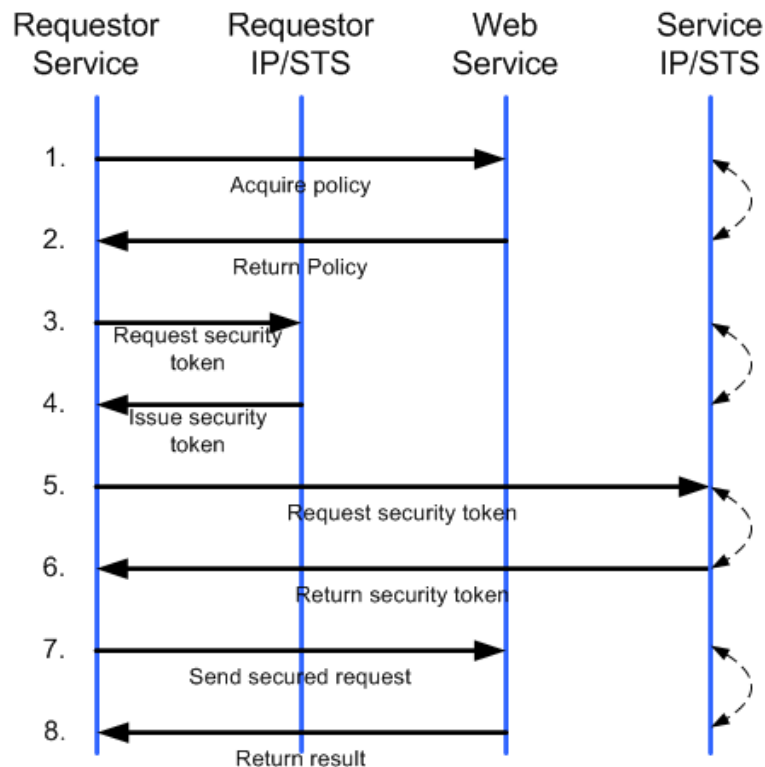 Requestor
Service
Requestor
IP/STS
Web
Service
Service
IP/STS
1.
Acquire policy
2.
Return Policy
3.
Request security
token
4.
Issue security
token
5.
Request security token
6.
Return security token
7.
Send secured request
8.
Return result